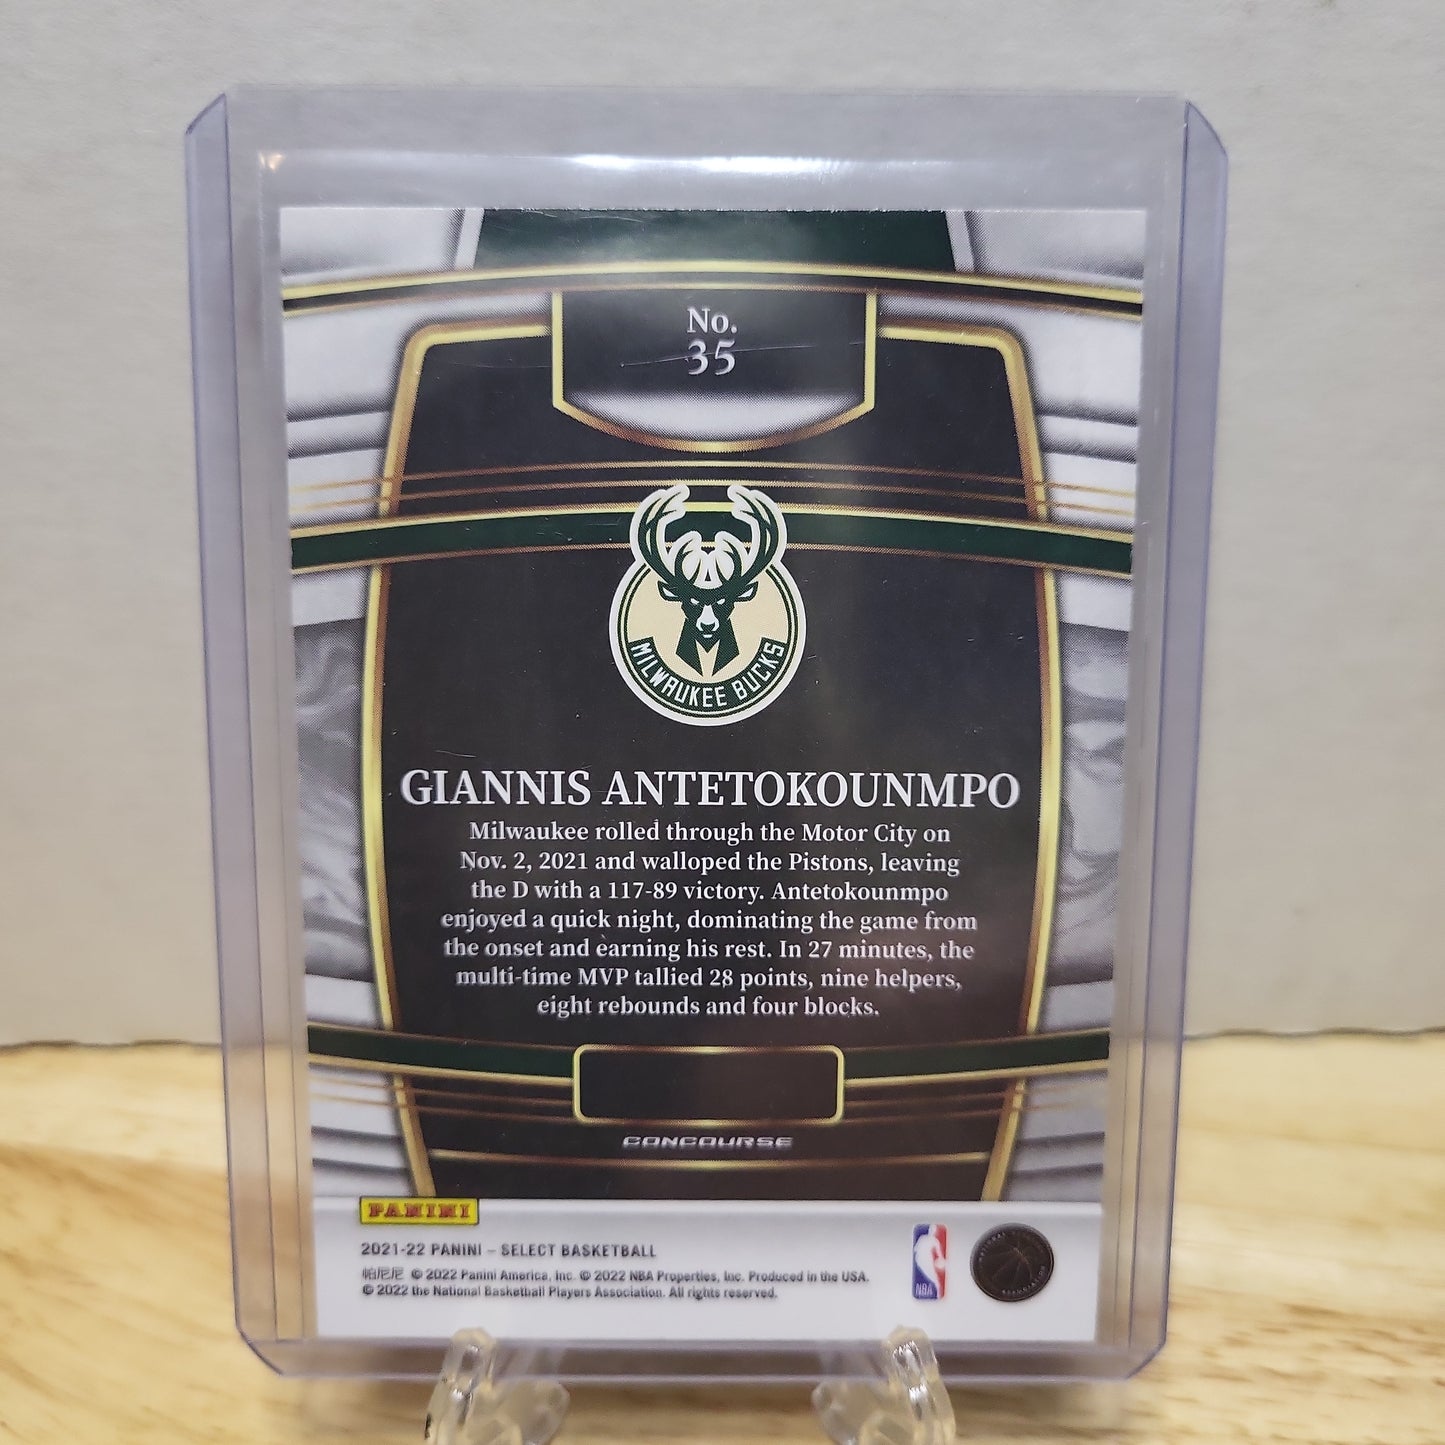 No.
35
MILWAUKEE BUCKS
GIANNIS ANTETOKOUNMPO
Milwaukee rolled through the Motor City on
Nov. 2, 2021 and walloped the Pistons, leaving
the D with a 117-89 victory. Antetokounmpo
enjoyed a quick night, dominating the game from
the onset and earning his rest. In 27 minutes, the
multi-time MVP tallied 28 points, nine helpers,
eight rebounds and four blocks.
CONCOURSE
PANINI
2021-22 PANINI – SELECT BASKETBALL
帕尼尼 © 2022 Panini America, Inc. © 2022 NBA Properties, Inc. Produced in the USA.
© 2022 the National Basketball Players Association. All rights reserved.
NBA